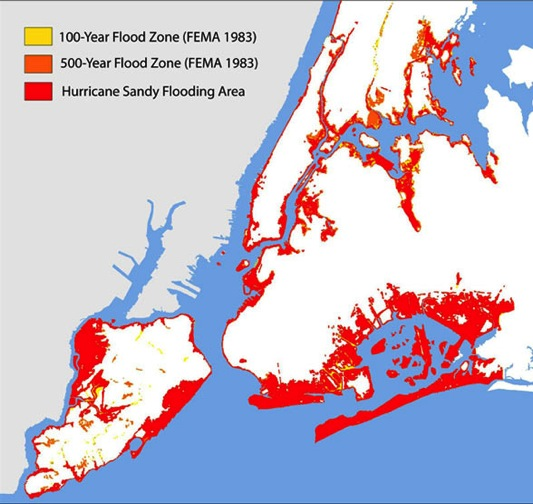 100-Year Flood Zone (FEMA 1983)
500-Year Flood Zone (FEMA 1983)
Hurricane Sandy Flooding Area